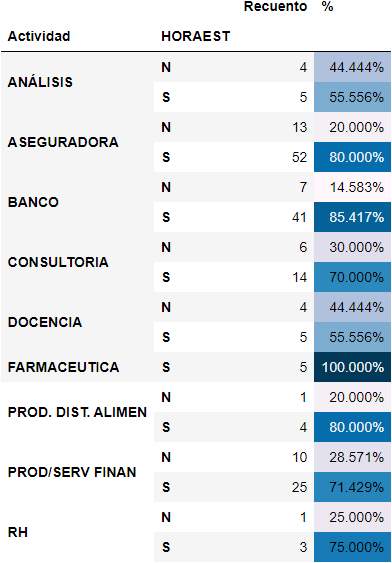 Recuento %
Actividad HORAEST
ANÁLISIS N 4 44.444%
S 5 55.556%
ASEGURADORA N 13 20.000%
S 52 80.000%
BANCO N 7 14.583%
S 41 85.417%
CONSULTORIA N 6 30.000%
S 14 70.000%
DOCENCIA N 4 44.444%
S 5 55.556%
FARMACEUTICA S 5 100.000%
PROD. DIST. ALIMEN N 1 20.000%
S 4 80.000%
PROD/SERV FINAN N 10 28.571%
S 25 71.429%
RH N 1 25.000%
S 3 75.000%